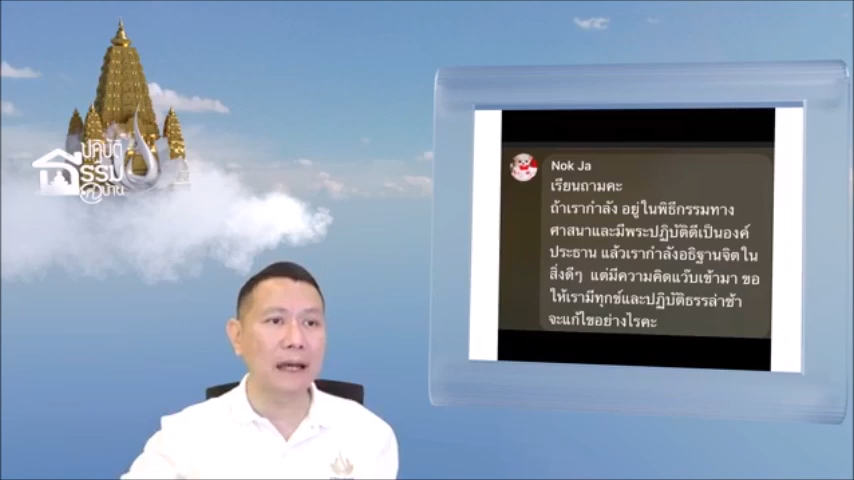 ปฏิบัติ
ธรรม
@บ้าน
Nok Ja
เรียนถามคะ
ถ้าเรากำลัง อยู่ในพิธีกรรมทาง
ศาสนาและมีพระปฏิบัติดีเป็นองค์
ประธาน แล้วเรากำลังอธิฐานจิตใน
สิ่งดีๆ แต่มีความคิดแว๊บเข้ามา ขอ
ให้เรามีทุกข์และปฏิบัติธรรล่าช้า
จะแก้ไขอย่างไรคะ